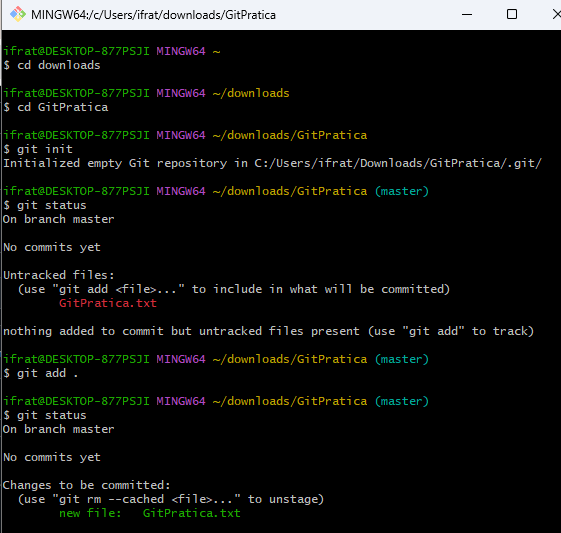 MINGW64:/c/Users/ifrat/downloads/GitPratica
ifrat@DESKTOP-877PSJI MINGW64 ~
$ cd downloads
ifrat@DESKTOP-877PSJI MINGW64 ~/downloads
$ cd GitPratica
ifrat@DESKTOP-877PSJI MINGW64 ~/downloads/GitPratica
$ git init
Initialized empty Git repository in C:/Users/ifrat/Downloads/GitPratica/.git/
ifrat@DESKTOP-877PSJI MINGW64 ~/downloads/GitPratica (master)
$ git status
On branch master
No commits yet
Untracked files:
(use "git add <file>..." to include in what will be committed)
GitPratica.txt
nothing added to commit but untracked files present (use "git add" to track)
ifrat@DESKTOP-877PSJI MINGW64 ~/downloads/GitPratica (master)
$ git add .
ifrat@DESKTOP-877PSJI MINGW64 ~/downloads/GitPratica (master)
$ git status
On branch master
No commits yet
Changes to be committed:
(use "git rm --cached <file>..." to unstage)
new file:   GitPratica.txt